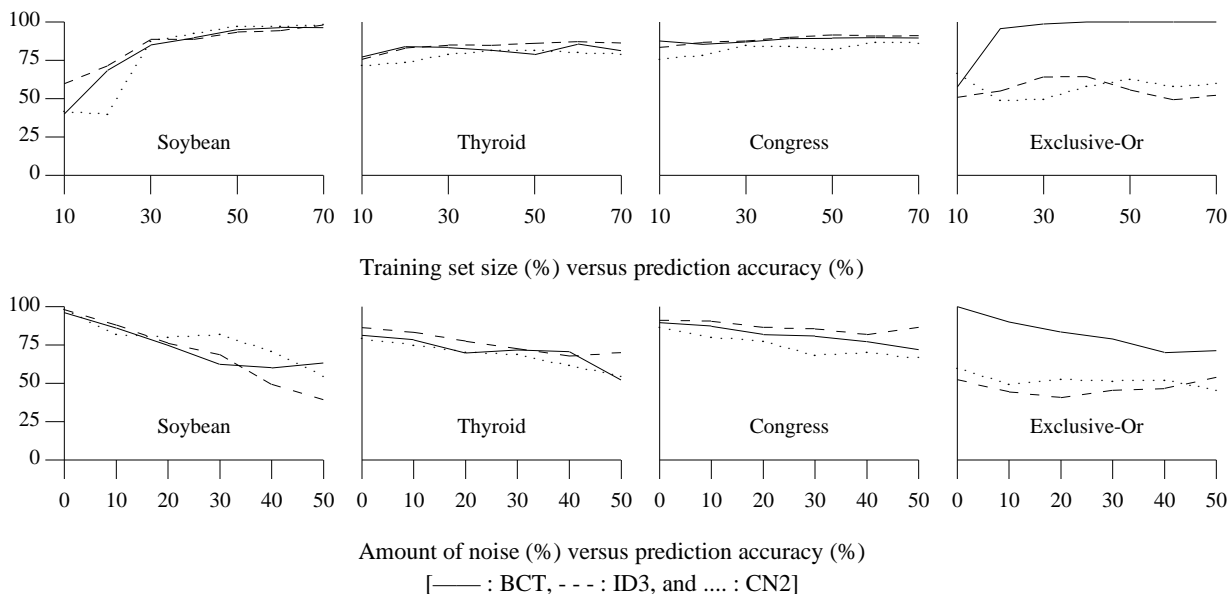 100
75
50
25
0
Soybean Thyroid Congress Exclusive-Or
10 30 50 70 10 30 50 70 10 30 50 70 10 30 50 70
Training set size (%) versus prediction accuracy (%)
100
75
50
25
0
Soybean Thyroid Congress Exclusive-Or
0 10 20 30 40 50 0 10 20 30 40 50 0 10 20 30 40 50 0 10 20 30 40 50
Amount of noise (%) versus prediction accuracy (%)
[—— : BCT, - - - : ID3, and .... : CN2]